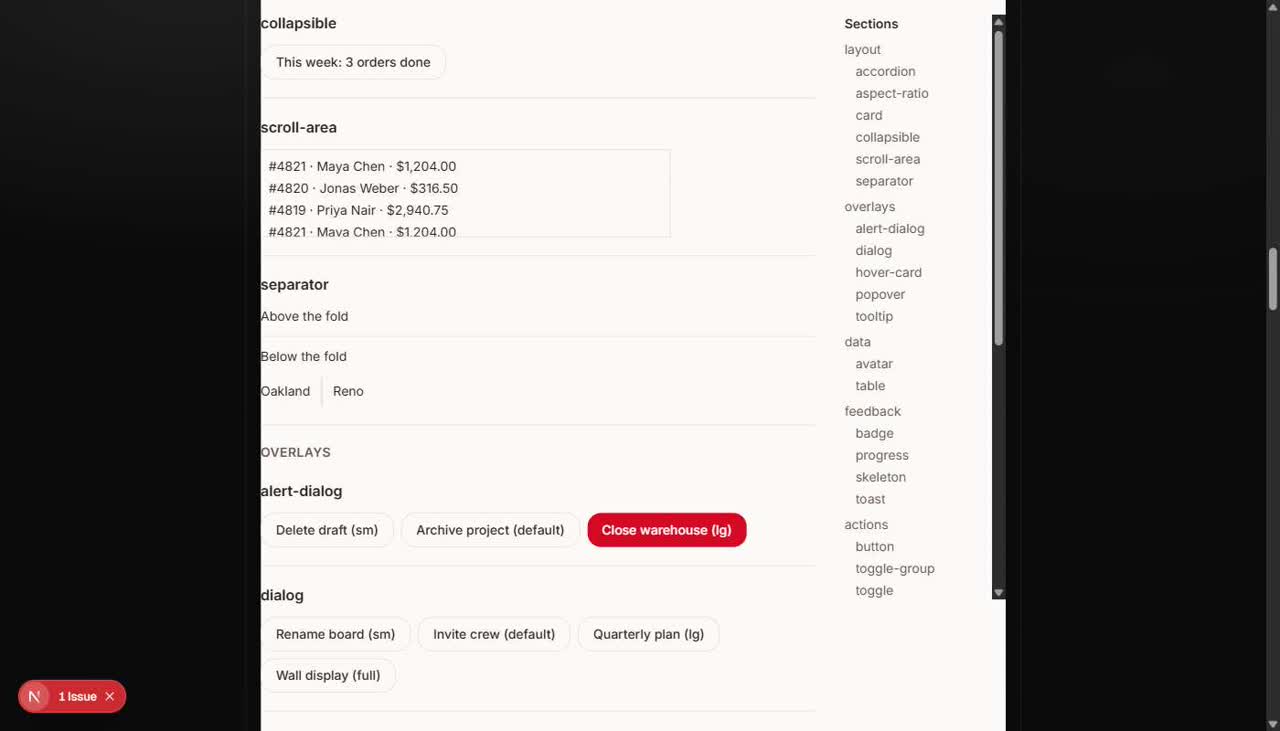 collapsible
This week: 3 orders done
scroll-area
#4821 · Maya Chen · $1,204.00
#4820 · Jonas Weber · $316.50
#4819 · Priya Nair · $2,940.75
#4821 · Maya Chen · $1,204.00
separator
Above the fold
Below the fold
Oakland
Reno
OVERLAYS
alert-dialog
Delete draft (sm)
Archive project (default)
Close warehouse (lg)
dialog
Rename board (sm)
Invite crew (default)
Quarterly plan (lg)
Wall display (full)
Sections
layout
accordion
aspect-ratio
card
collapsible
scroll-area
separator
overlays
alert-dialog
dialog
hover-card
popover
tooltip
data
avatar
table
feedback
badge
progress
skeleton
toast
actions
button
toggle-group
toggle
N
1 Issue